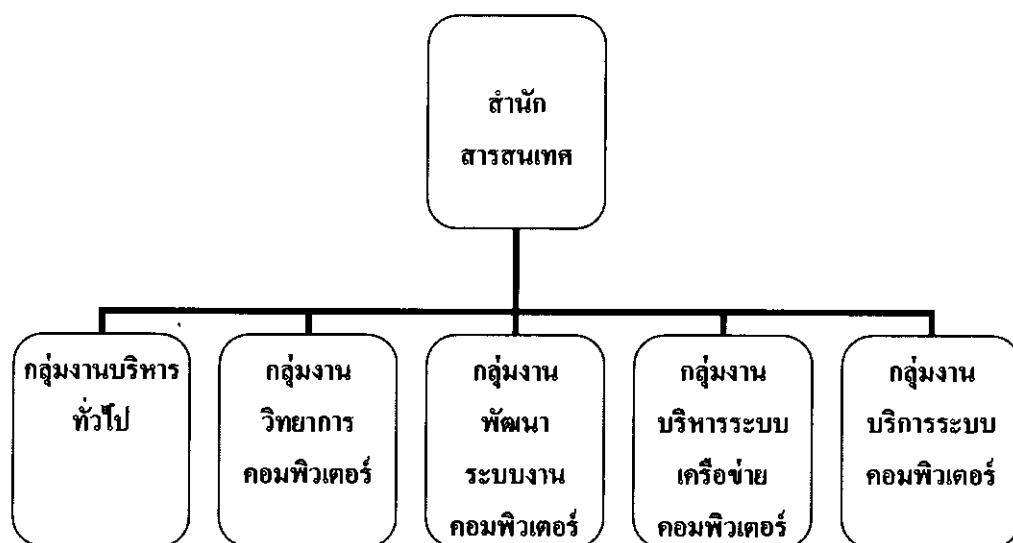 สำนัก
สารสนเทศ
กลุ่มงานบริหาร
ทั่วไป
กลุ่มงาน
วิทยาการ
คอมพิวเตอร์
กลุ่มงาน
พัฒนา
ระบบงาน
คอมพิวเตอร์
กลุ่มงาน
บริหารระบบ
เครือข่าย
คอมพิวเตอร์
กลุ่มงาน
บริการระบบ
คอมพิวเตอร์